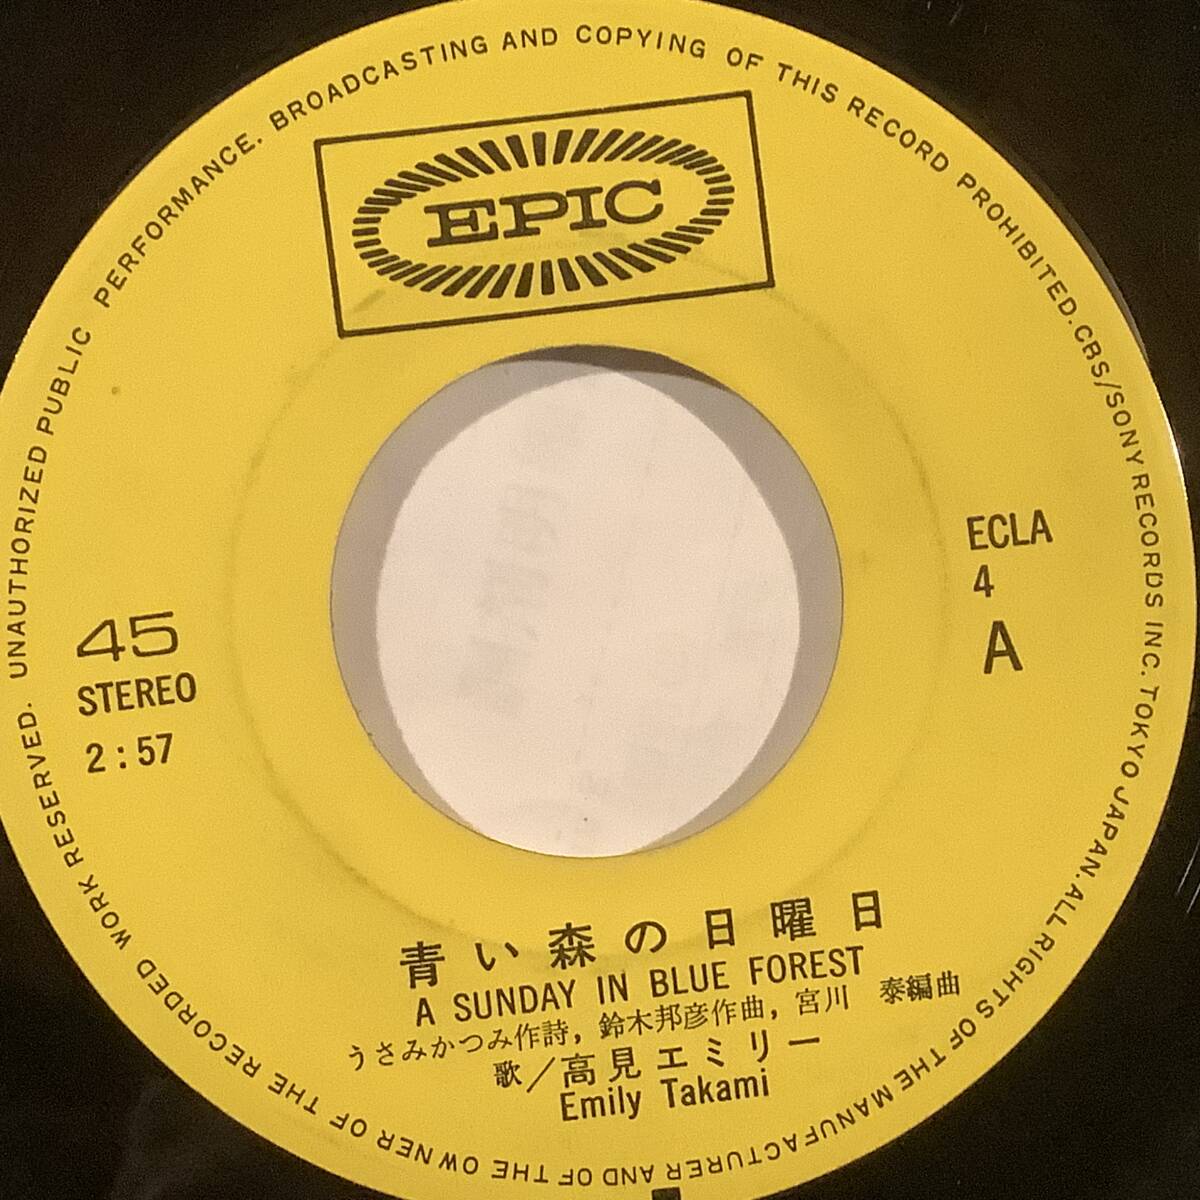 UNAUTHORIZED PUBLIC PERFORMANCE. BROADCASTING AND COPYING OF THIS RECORD PROHIBITED. CBS/SONY RECORDS INC. TOKYO JAPAN. ALL RIGHTS OF THE MANUFACTURER AND OF THE OWNER OF THE RECORDED WORK RESERVED.
EPIC
ECLA
4
A
45
STEREO
2:57
青い森の日曜日
A SUNDAY IN BLUE FOREST
うさみかつみ作詩, 鈴木邦彦作曲, 宮川 泰編曲
歌／高見エミリー
Emily Takami